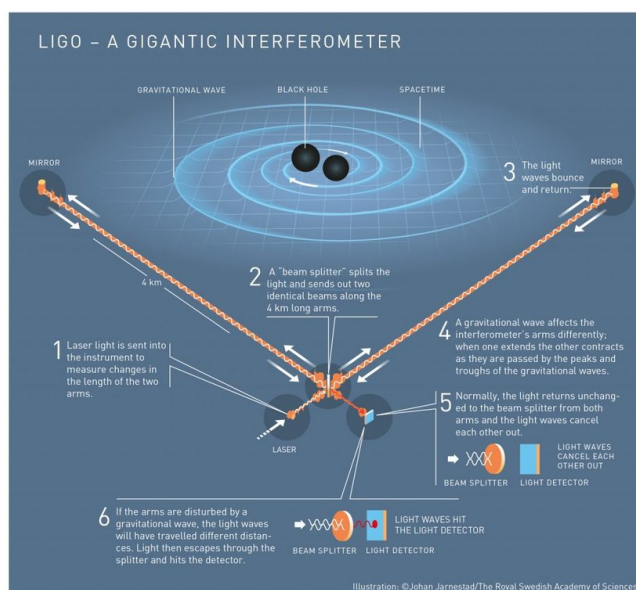 LIGO – A GIGANTIC INTERFEROMETER
GRAVITATIONAL WAVE
BLACK HOLE
SPACETIME
MIRROR
3 The light
waves bounce
and return.
MIRROR
4 km
2 A “beam splitter” splits the
light and sends out two
identical beams along the
4 km long arms.
1 Laser light is sent into
the instrument to
measure changes in
the length of the two
arms.
4 A gravitational wave affects the
interferometer's arms differently;
when one extends the other contracts
as they are passed by the peaks and
troughs of the gravitational waves.
5 Normally, the light returns unchang-
ed to the beam splitter from both
arms and the light waves cancel
each other out.
LASER
LIGHT WAVES
CANCEL EACH
OTHER OUT
BEAM SPLITTER
LIGHT DETECTOR
6 If the arms are disturbed by a
gravitational wave, the light waves
will have travelled different distan-
ces. Light then escapes through the
splitter and hits the detector.
LIGHT WAVES HIT
THE LIGHT DETECTOR
BEAM SPLITTER
LIGHT DETECTOR
Illustration: ©Johan Jarnestad/The Royal Swedish Academy of Sciences